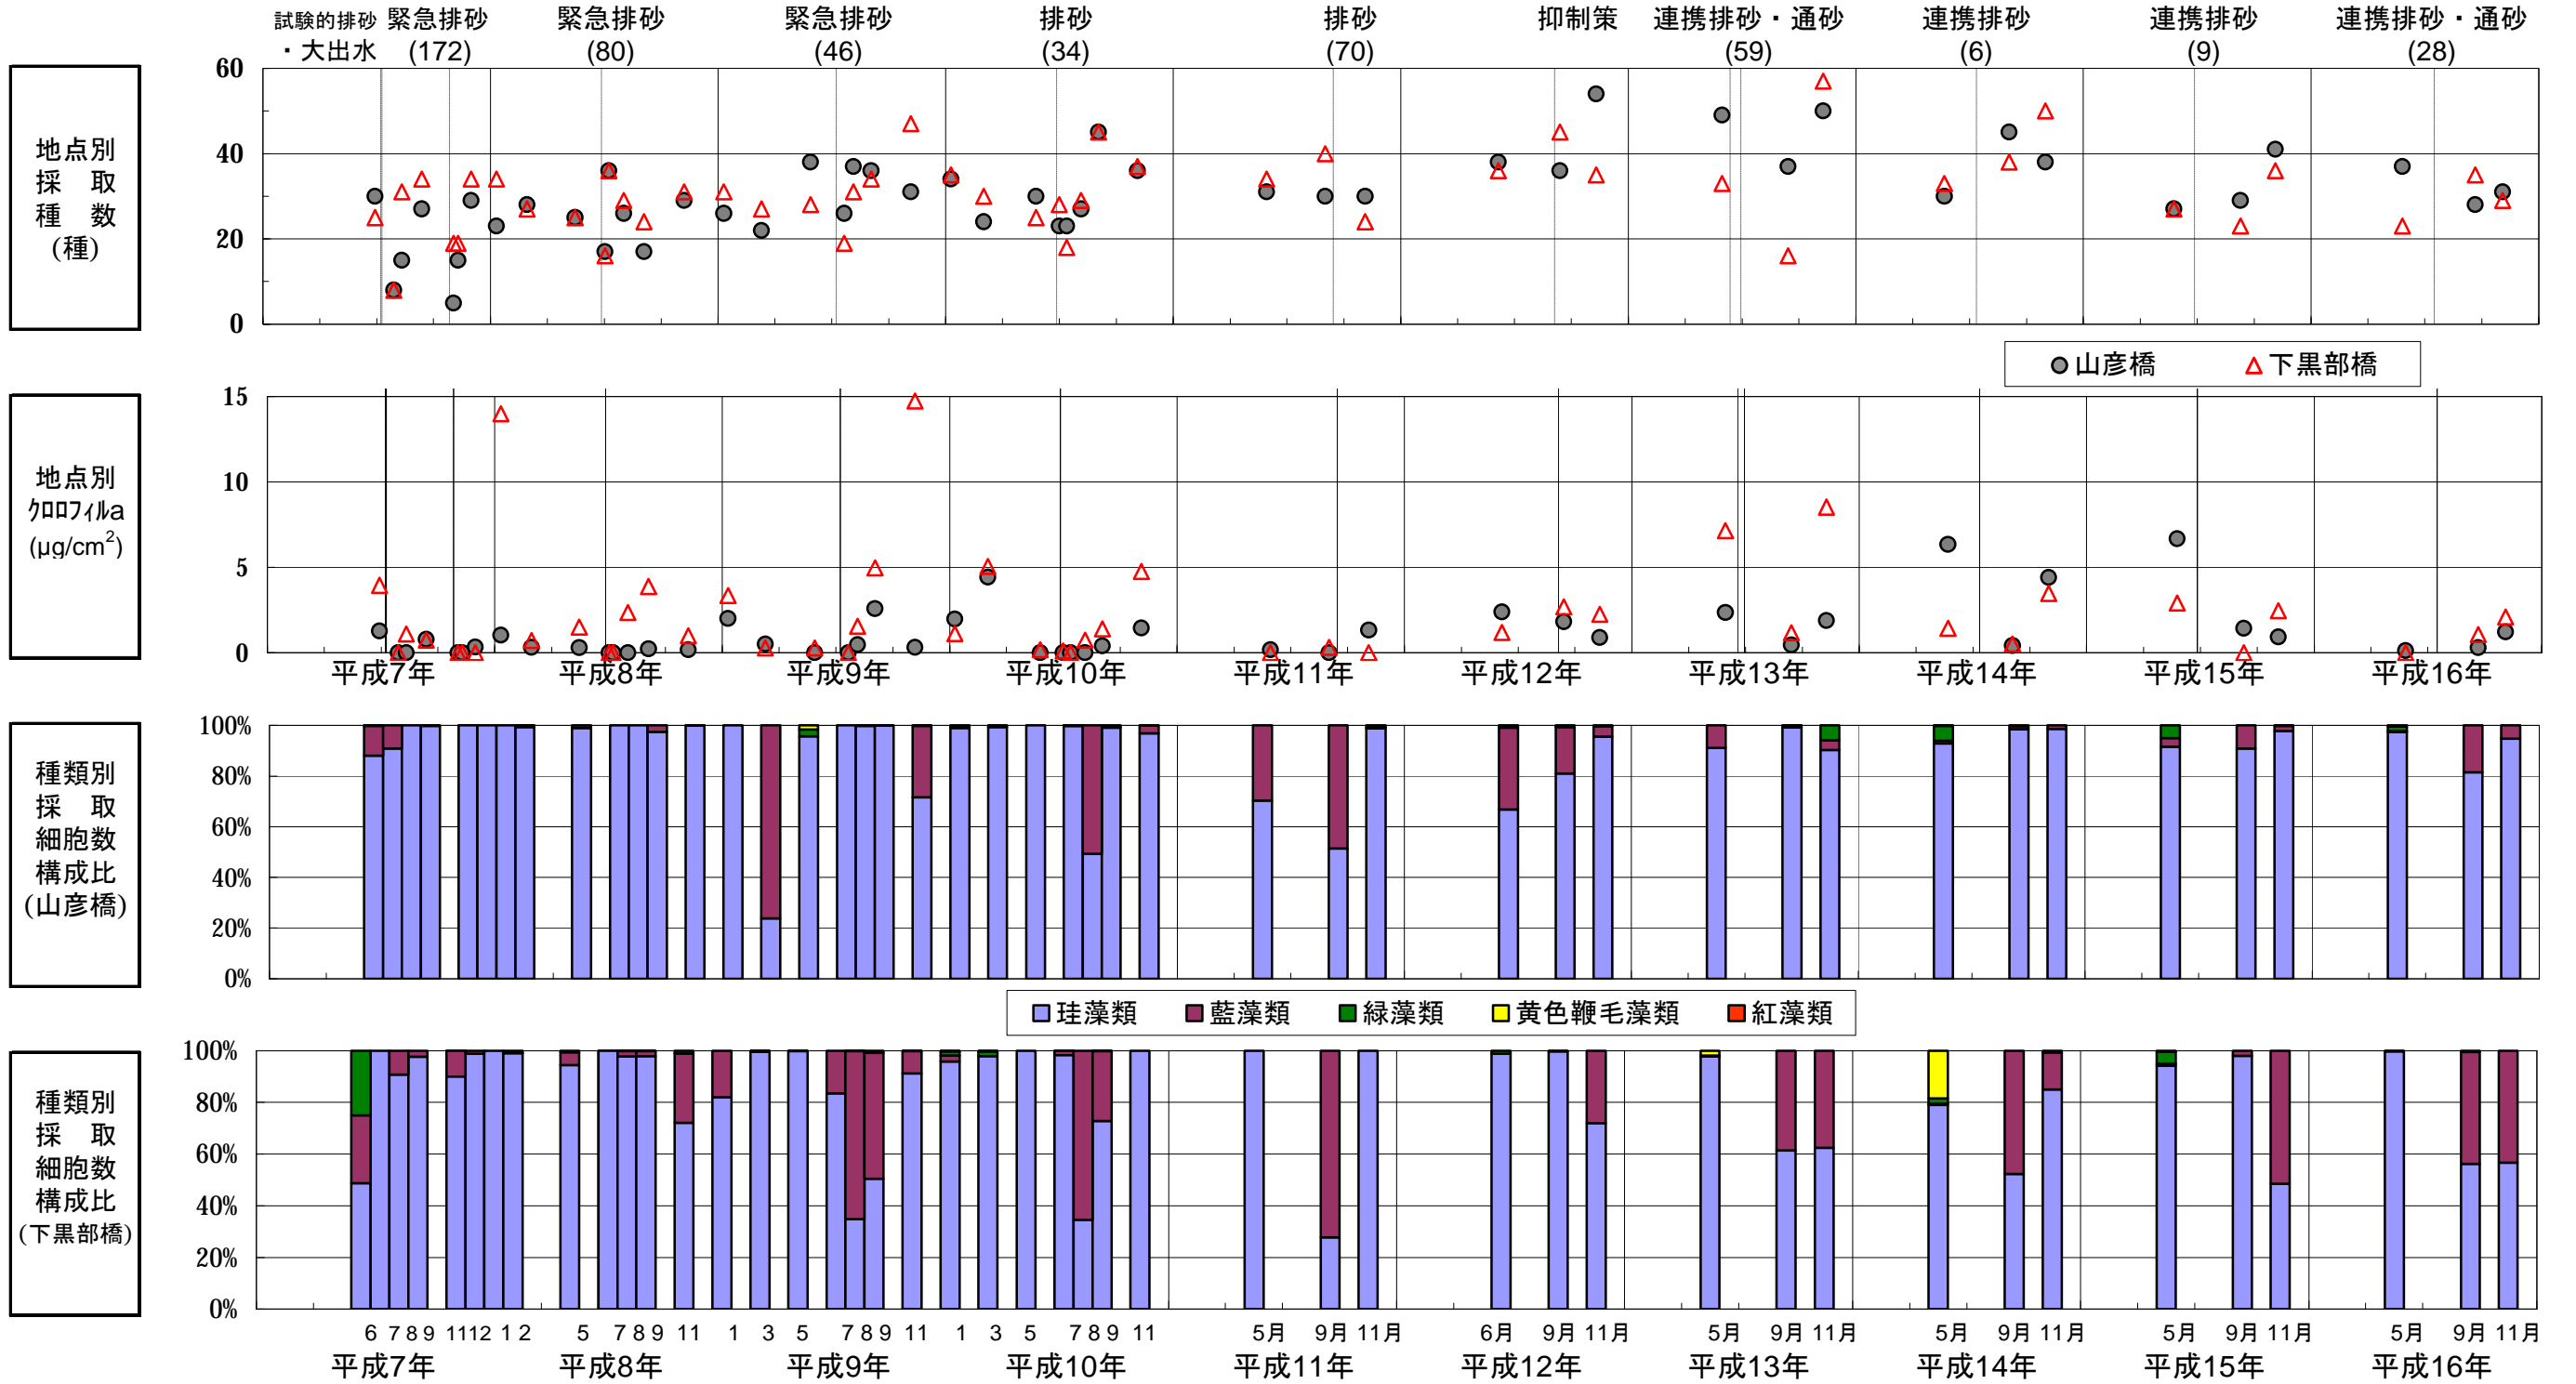 試験的排砂 緊急排砂 緊急排砂 緊急排砂 排砂 排砂 抑制策 連携排砂・通砂 連携排砂 連携排砂 連携排砂・通砂
・大出水 (172) (80) (46) (34) (70) (59) (6) (9) (28)
地点別
採 取
種 数
(種)
60
40
20
0
山彦橋 下黒部橋
地点別
クロロフィルa
(μg/cm2)
15
10
5
0
平成7年 平成8年 平成9年 平成10年 平成11年 平成12年 平成13年 平成14年 平成15年 平成16年
種類別
採 取
細胞数
構成比
(山彦橋)
100%
80%
60%
40%
20%
0%
珪藻類 藍藻類 緑藻類 黄色鞭毛藻類 紅藻類
種類別
採 取
細胞数
構成比
(下黒部橋)
100%
80%
60%
40%
20%
0%
6 7 8 9 11 12 1 2 5 7 8 9 11 1 3 5 7 8 9 11 1 3 5 7 8 9 11 5月 9月 11月 6月 9月 11月 5月 9月 11月 5月 9月 11月 5月 9月 11月 5月 9月 11月
平成7年 平成8年 平成9年 平成10年 平成11年 平成12年 平成13年 平成14年 平成15年 平成16年